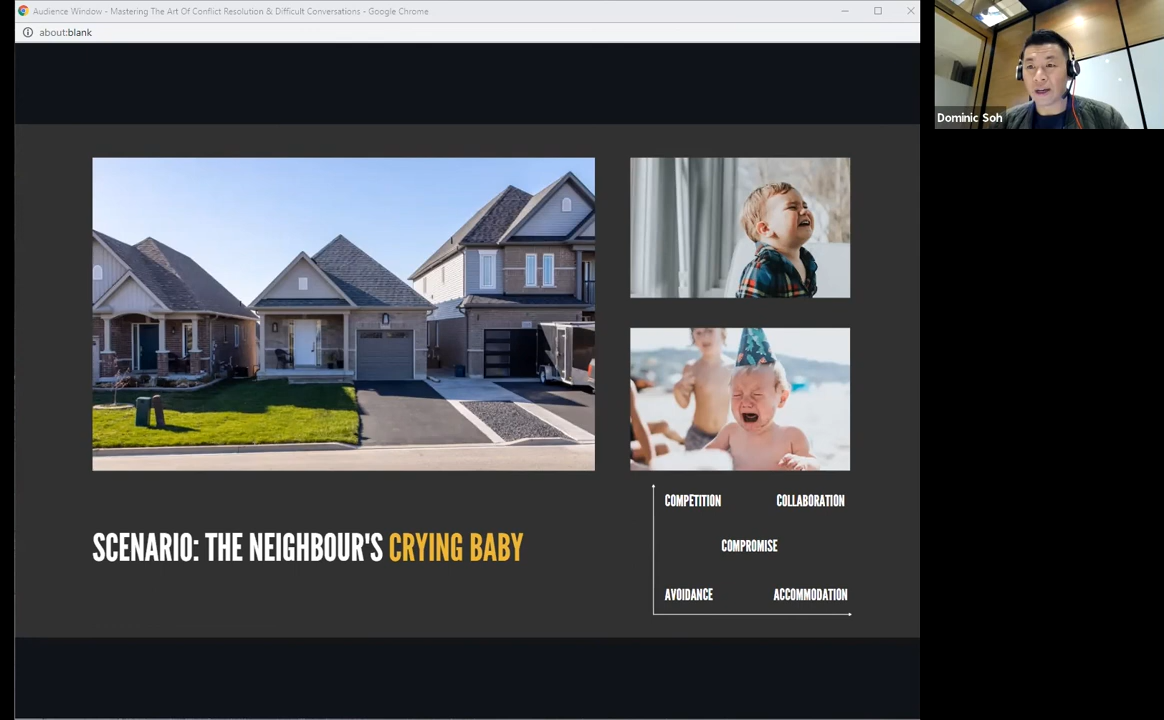 Audience Window - Mastering The Art Of Conflict Resolution & Difficult Conversations - Google Chrome
about:blank
Dominic Soh
COMPETITION COLLABORATION
COMPROMISE
AVOIDANCE ACCOMMODATION
SCENARIO: THE NEIGHBOUR'S CRYING BABY